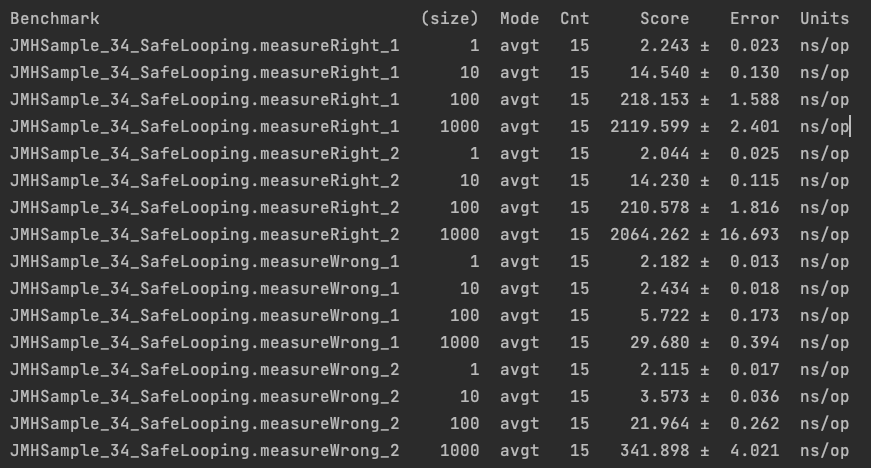 Benchmark (size) Mode Cnt Score Error Units
JMHSample_34_SafeLooping.measureRight_1 1 avgt 15 2.243 ± 0.023 ns/op
JMHSample_34_SafeLooping.measureRight_1 10 avgt 15 14.540 ± 0.130 ns/op
JMHSample_34_SafeLooping.measureRight_1 100 avgt 15 218.153 ± 1.588 ns/op
JMHSample_34_SafeLooping.measureRight_1 1000 avgt 15 2119.599 ± 2.401 ns/op
JMHSample_34_SafeLooping.measureRight_2 1 avgt 15 2.044 ± 0.025 ns/op
JMHSample_34_SafeLooping.measureRight_2 10 avgt 15 14.230 ± 0.115 ns/op
JMHSample_34_SafeLooping.measureRight_2 100 avgt 15 210.578 ± 1.816 ns/op
JMHSample_34_SafeLooping.measureRight_2 1000 avgt 15 2064.262 ± 16.693 ns/op
JMHSample_34_SafeLooping.measureWrong_1 1 avgt 15 2.182 ± 0.013 ns/op
JMHSample_34_SafeLooping.measureWrong_1 10 avgt 15 2.434 ± 0.018 ns/op
JMHSample_34_SafeLooping.measureWrong_1 100 avgt 15 5.722 ± 0.173 ns/op
JMHSample_34_SafeLooping.measureWrong_1 1000 avgt 15 29.680 ± 0.394 ns/op
JMHSample_34_SafeLooping.measureWrong_2 1 avgt 15 2.115 ± 0.017 ns/op
JMHSample_34_SafeLooping.measureWrong_2 10 avgt 15 3.573 ± 0.036 ns/op
JMHSample_34_SafeLooping.measureWrong_2 100 avgt 15 21.964 ± 0.262 ns/op
JMHSample_34_SafeLooping.measureWrong_2 1000 avgt 15 341.898 ± 4.021 ns/op